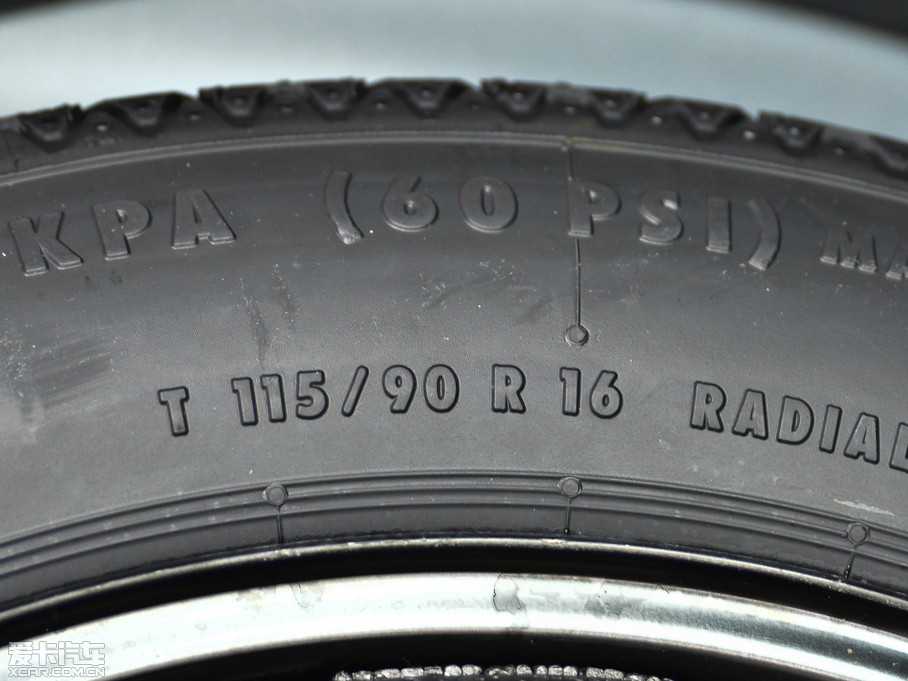 KPA (60 PSI)
T 115/90 R 16 RADIAL
爱卡汽车
XCAR.COM.CN